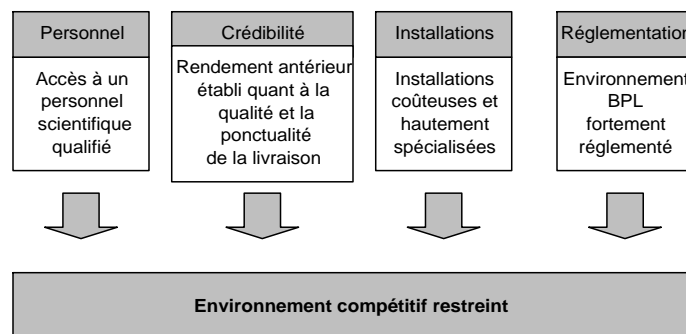 Personnel
Accès à un
personnel
scientifique
qualifié
Crédibilité
Rendement antérieur
établi quant à la
qualité et la
ponctualité
de la livraison
Installations
Installations
coûteuses et
hautement
spécialisées
Réglementation
Environnement
BPL
fortement
réglementé
Environnement compétitif restreint